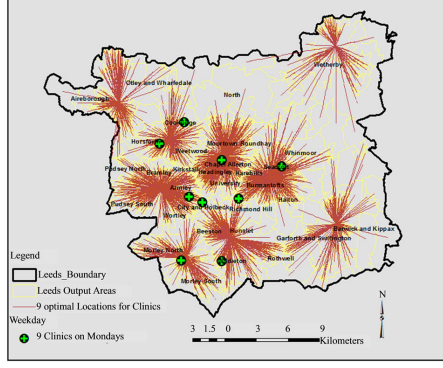 Wetherby
Otley and Wharfedale
Aireborough
North
Cookridge
Horsforth
Moortown Roundhay
Weetwood
Whinmoor
Chapel Allerton
Pudsey North
Kirkstall
Headingley
Harehills
Bramley
University
Burmantofts
Armley
Halton
Pudsey South
City and Holbeck
Richmond Hill
Wortley
Barwick and Kippax
Beeston
Hunslet
Garforth and Swillington
Morley North
Rothwell
Middleton
Morley South
Legend
Leeds_Boundary
Leeds Output Areas
9 optimal Locations for Clinics
Weekday
9 Clinics on Mondays
N
3 1.5 0 3 6 9
Kilometers